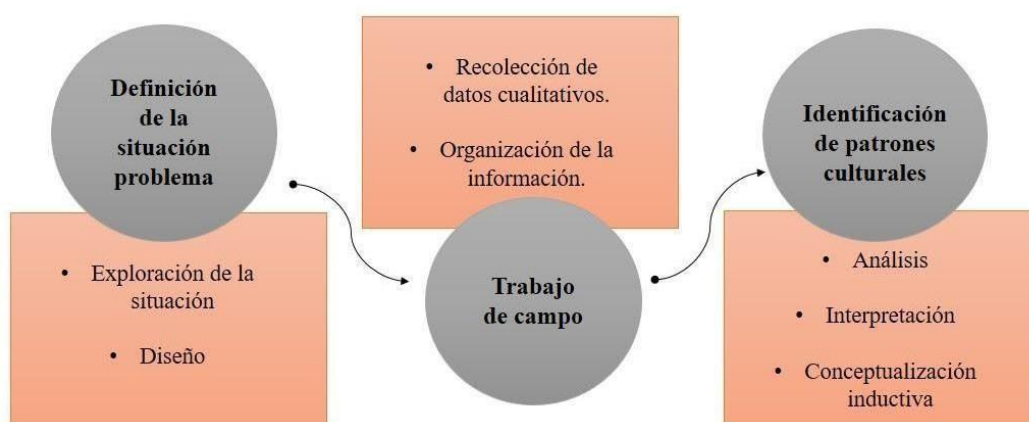 Definición
de la
situación
problema
• Exploración de la
situación
• Diseño
• Recolección de
datos cualitativos.
• Organización de la
información.
Trabajo
de campo
Identificación
de patrones
culturales
• Análisis
• Interpretación
• Conceptualización
inductiva